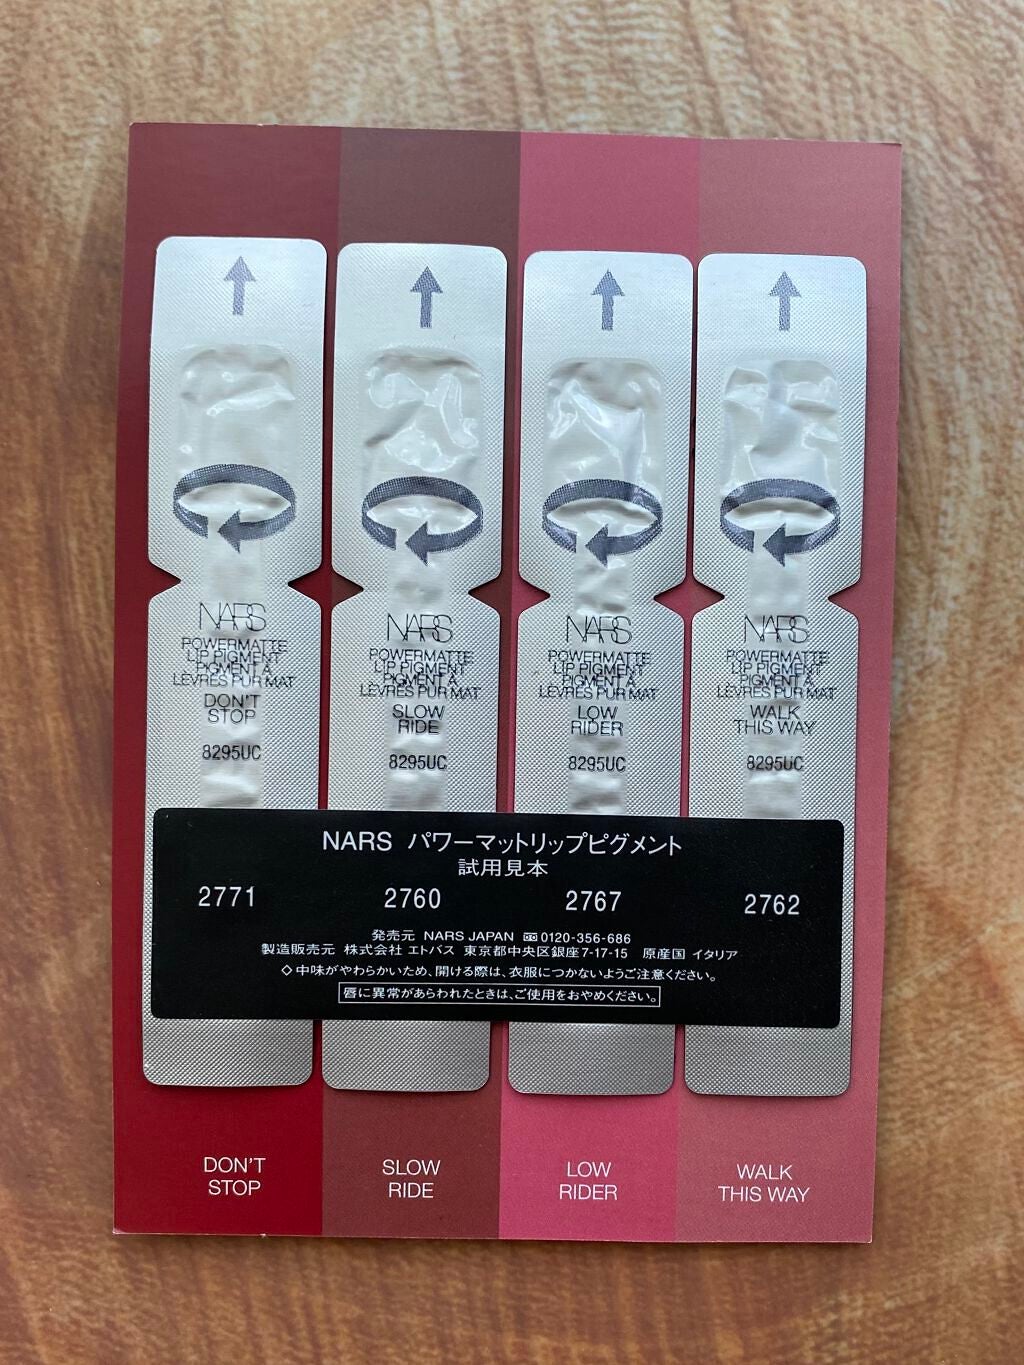 NARS
POWERMATTE
LIP PIGMENT
PIGMENT À
LÈVRES PUR MAT
DON'T
STOP
8295UC
NARS
POWERMATTE
LIP PIGMENT
PIGMENT À
LÈVRES PUR MAT
SLOW
RIDE
8295UC
NARS
POWERMATTE
LIP PIGMENT
PIGMENT À
LÈVRES PUR MAT
LOW
RIDER
8295UC
NARS
POWERMATTE
LIP PIGMENT
PIGMENT À
LÈVRES PUR MAT
WALK
THIS WAY
8295UC
NARS パワーマットリップピグメント
試用見本
2771 2760 2767 2762
発売元 NARS JAPAN 0120-356-686
製造販売元 株式会社 エトバス 東京都中央区銀座7-17-15 原産国 イタリア
◇中味がやわらかいため、開ける際は、衣服につかないようご注意ください。
唇に異常があらわれたときは、ご使用をおやめください。
DON'T
STOP
SLOW
RIDE
LOW
RIDER
WALK
THIS WAY